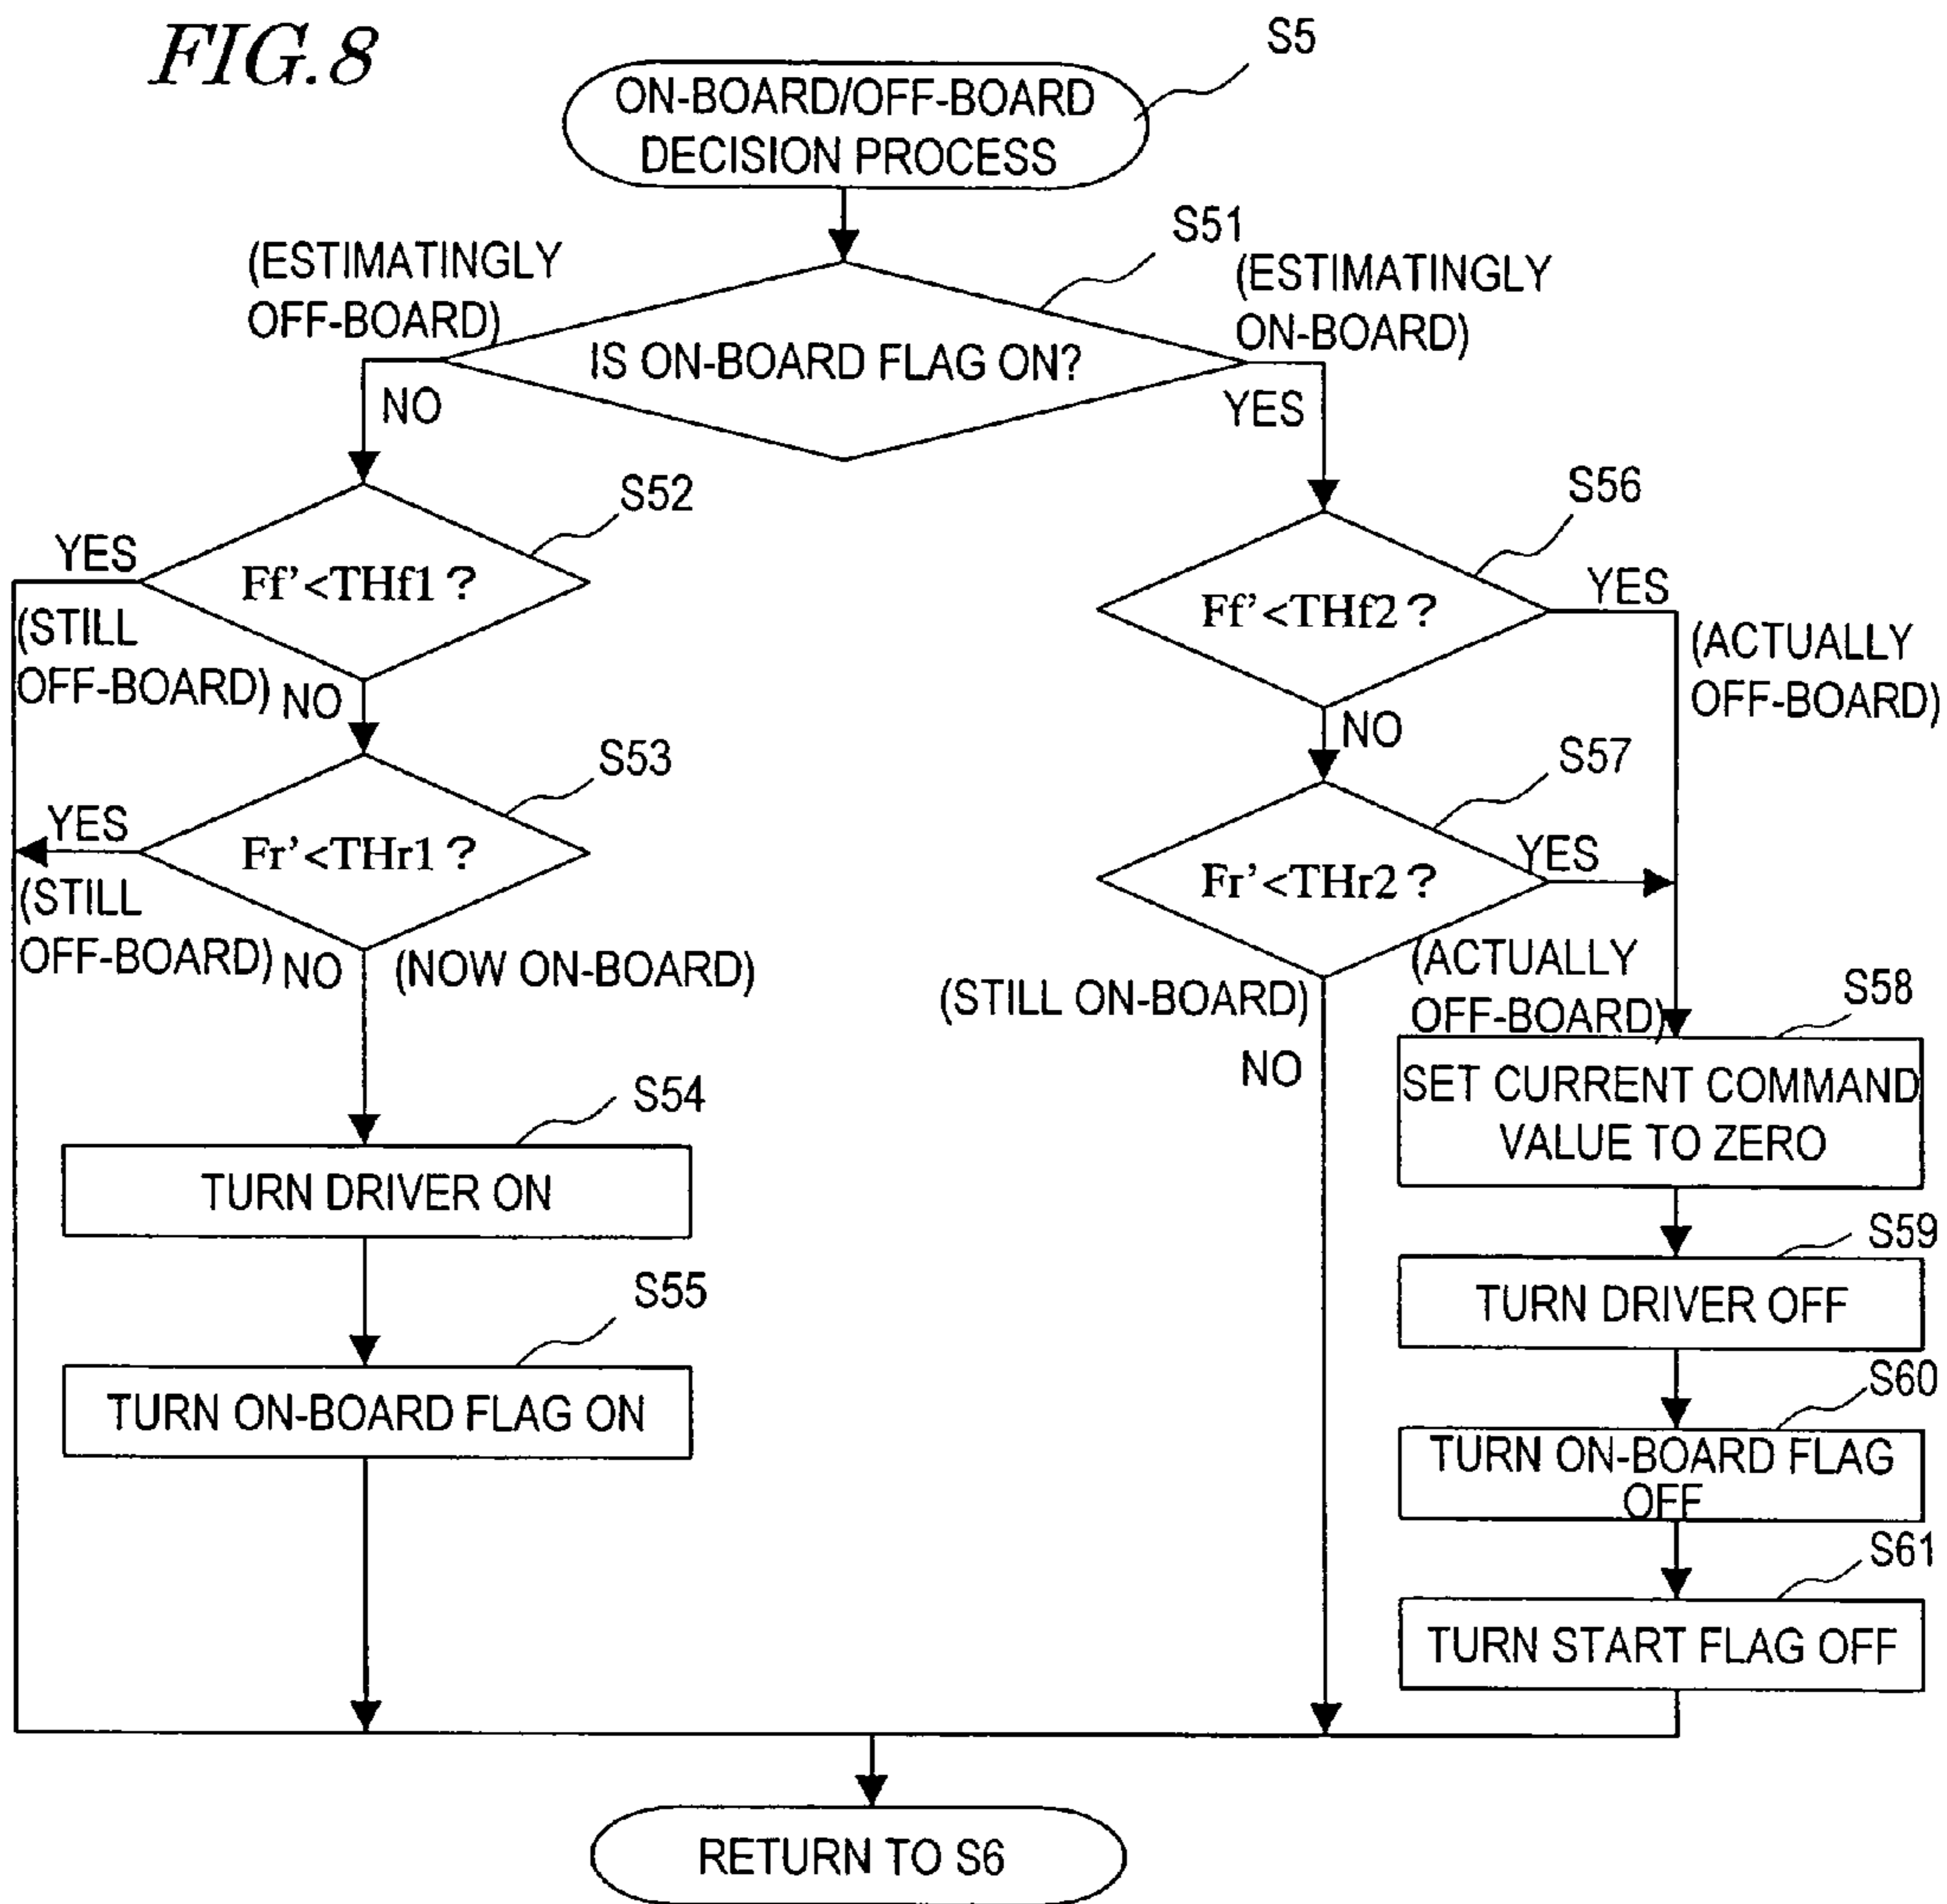 FIG.8
S5
ON-BOARD/OFF-BOARD
DECISION PROCESS
S51
(ESTIMATINGLY
OFF-BOARD)
(ESTIMATINGLY
ON-BOARD)
IS ON-BOARD FLAG ON?
NO
YES
S52
YES
Ff'<THf1?
(STILL
OFF-BOARD)
NO
S56
Ff'<THf2?
YES
(ACTUALLY
OFF-BOARD)
NO
S53
YES
Fr'<THr1?
(STILL
OFF-BOARD)
NO
(NOW ON-BOARD)
S57
Fr'<THr2?
YES
(ACTUALLY
OFF-BOARD)
(STILL ON-BOARD)
NO
S54
TURN DRIVER ON
S55
TURN ON-BOARD FLAG ON
S58
SET CURRENT COMMAND
VALUE TO ZERO
S59
TURN DRIVER OFF
S60
TURN ON-BOARD FLAG
OFF
S61
TURN START FLAG OFF
RETURN TO S6